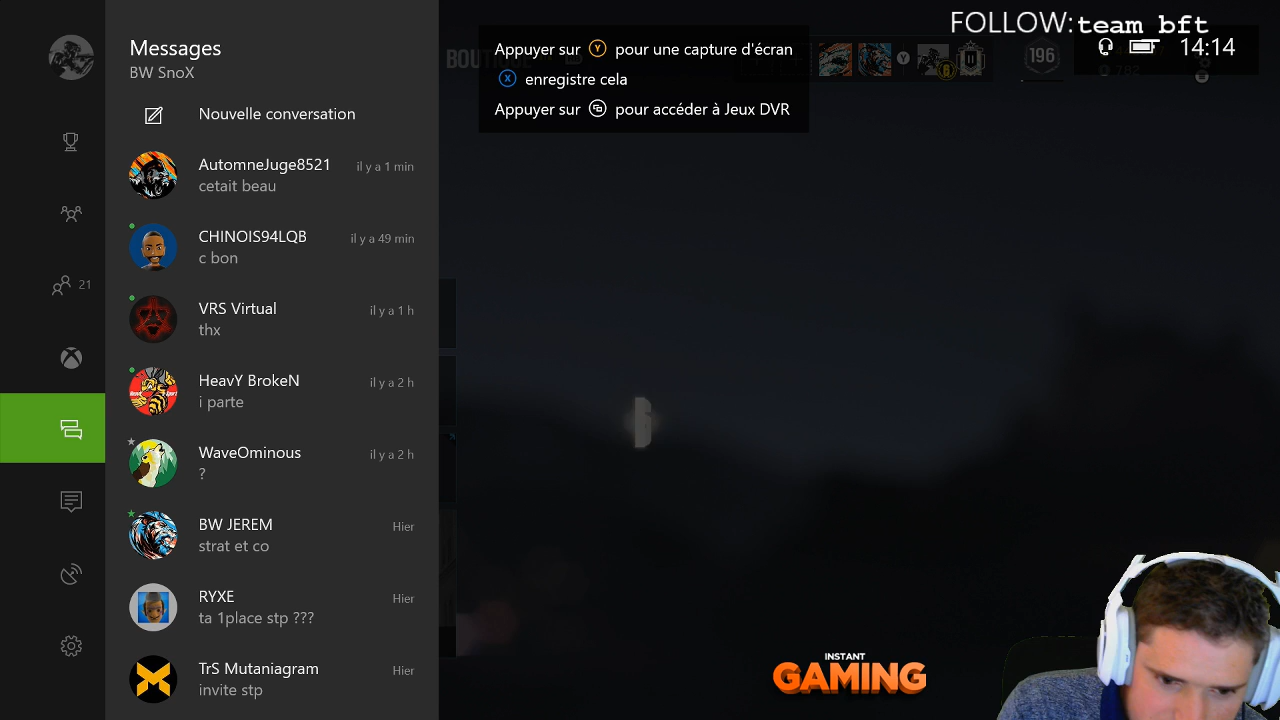 FOLLOW:team bft
14:14
Messages
BW SnoX
Nouvelle conversation
AutomneJuge8521
il y a 1 min
cetait beau
CHINOIS94LQB
il y a 49 min
c bon
VRS Virtual
il y a 1 h
thx
HeavY BrokeN
il y a 2 h
i parte
WaveOminous
il y a 2 h
?
BW JEREM
Hier
strat et co
RYXE
Hier
ta 1place stp ???
TrS Mutaniagram
Hier
invite stp
21
Appuyer sur Y pour une capture d'écran
X enregistre cela
Appuyer sur pour accéder à Jeux DVR
Y
196
INSTANT
GAMING